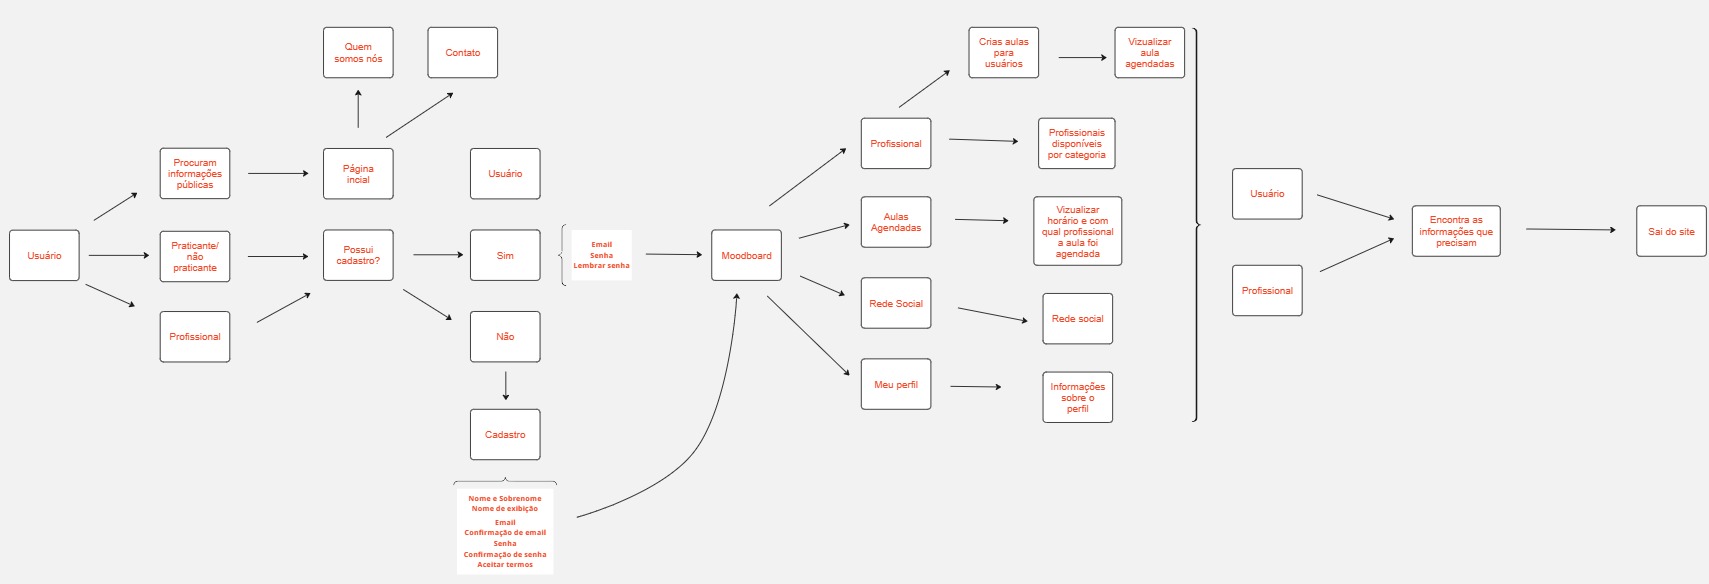 Usuário
Procuram
informações
públicas
Praticante/
não
praticante
Profissional
Quem
somos nós
Contato
Página
incial
Possui
cadastro?
Usuário
Sim
Não
Cadastro
Nome e Sobrenome
Nome de exibição
Email
Confirmação de email
Senha
Confirmação de senha
Aceitar termos
Email
Senha
Lembrar senha
Moodboard
Profissional
Aulas
Agendadas
Rede Social
Meu perfil
Crias aulas
para
usuários
Vizualizar
aula
agendadas
Profissionais
disponíveis
por categoria
Vizualizar
horário e com
qual profissional
a aula foi
agendada
Rede social
Informações
sobre o
perfil
Usuário
Profissional
Encontra as
informações que
precisam
Sai do site